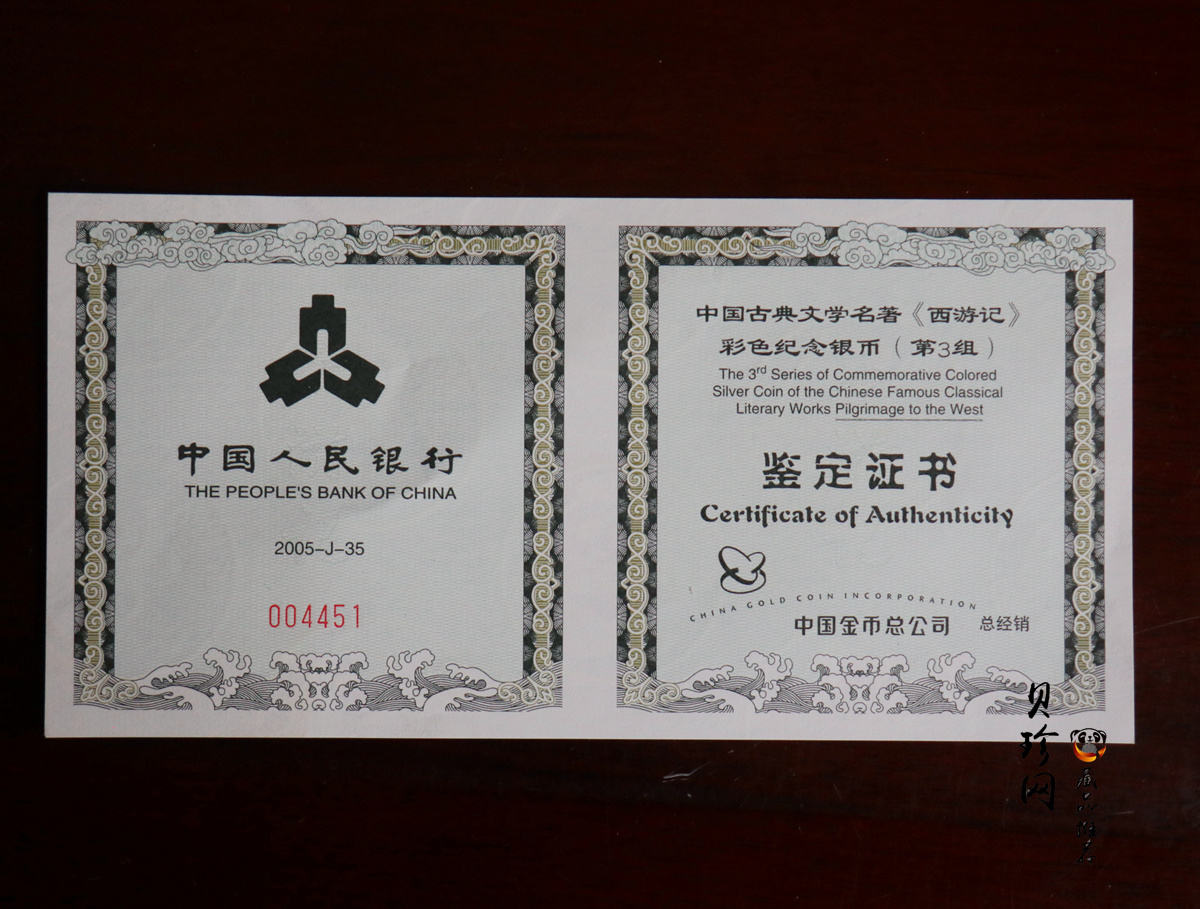 中国人民银行
THE PEOPLE'S BANK OF CHINA
2005-J-35
004451
中国古典文学名著《西游记》
彩色纪念银币（第3组）
The 3rd Series of Commemorative Colored
Silver Coin of the Chinese Famous Classical
Literary Works Pilgrimage to the West
鉴定证书
Certificate of Authenticity
CHINA GOLD COIN INCORPORATION
中国金币总公司 总经销
贝珍网